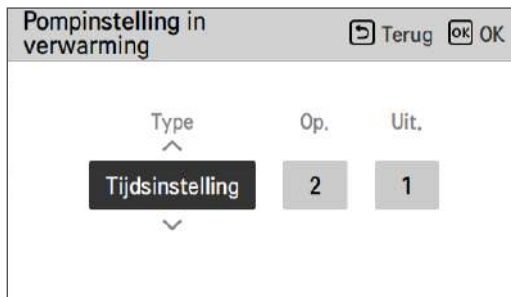 Pompinstelling in
verwarming
Terug OK OK
Type Op. Uit.
Tijdsinstelling 2 1